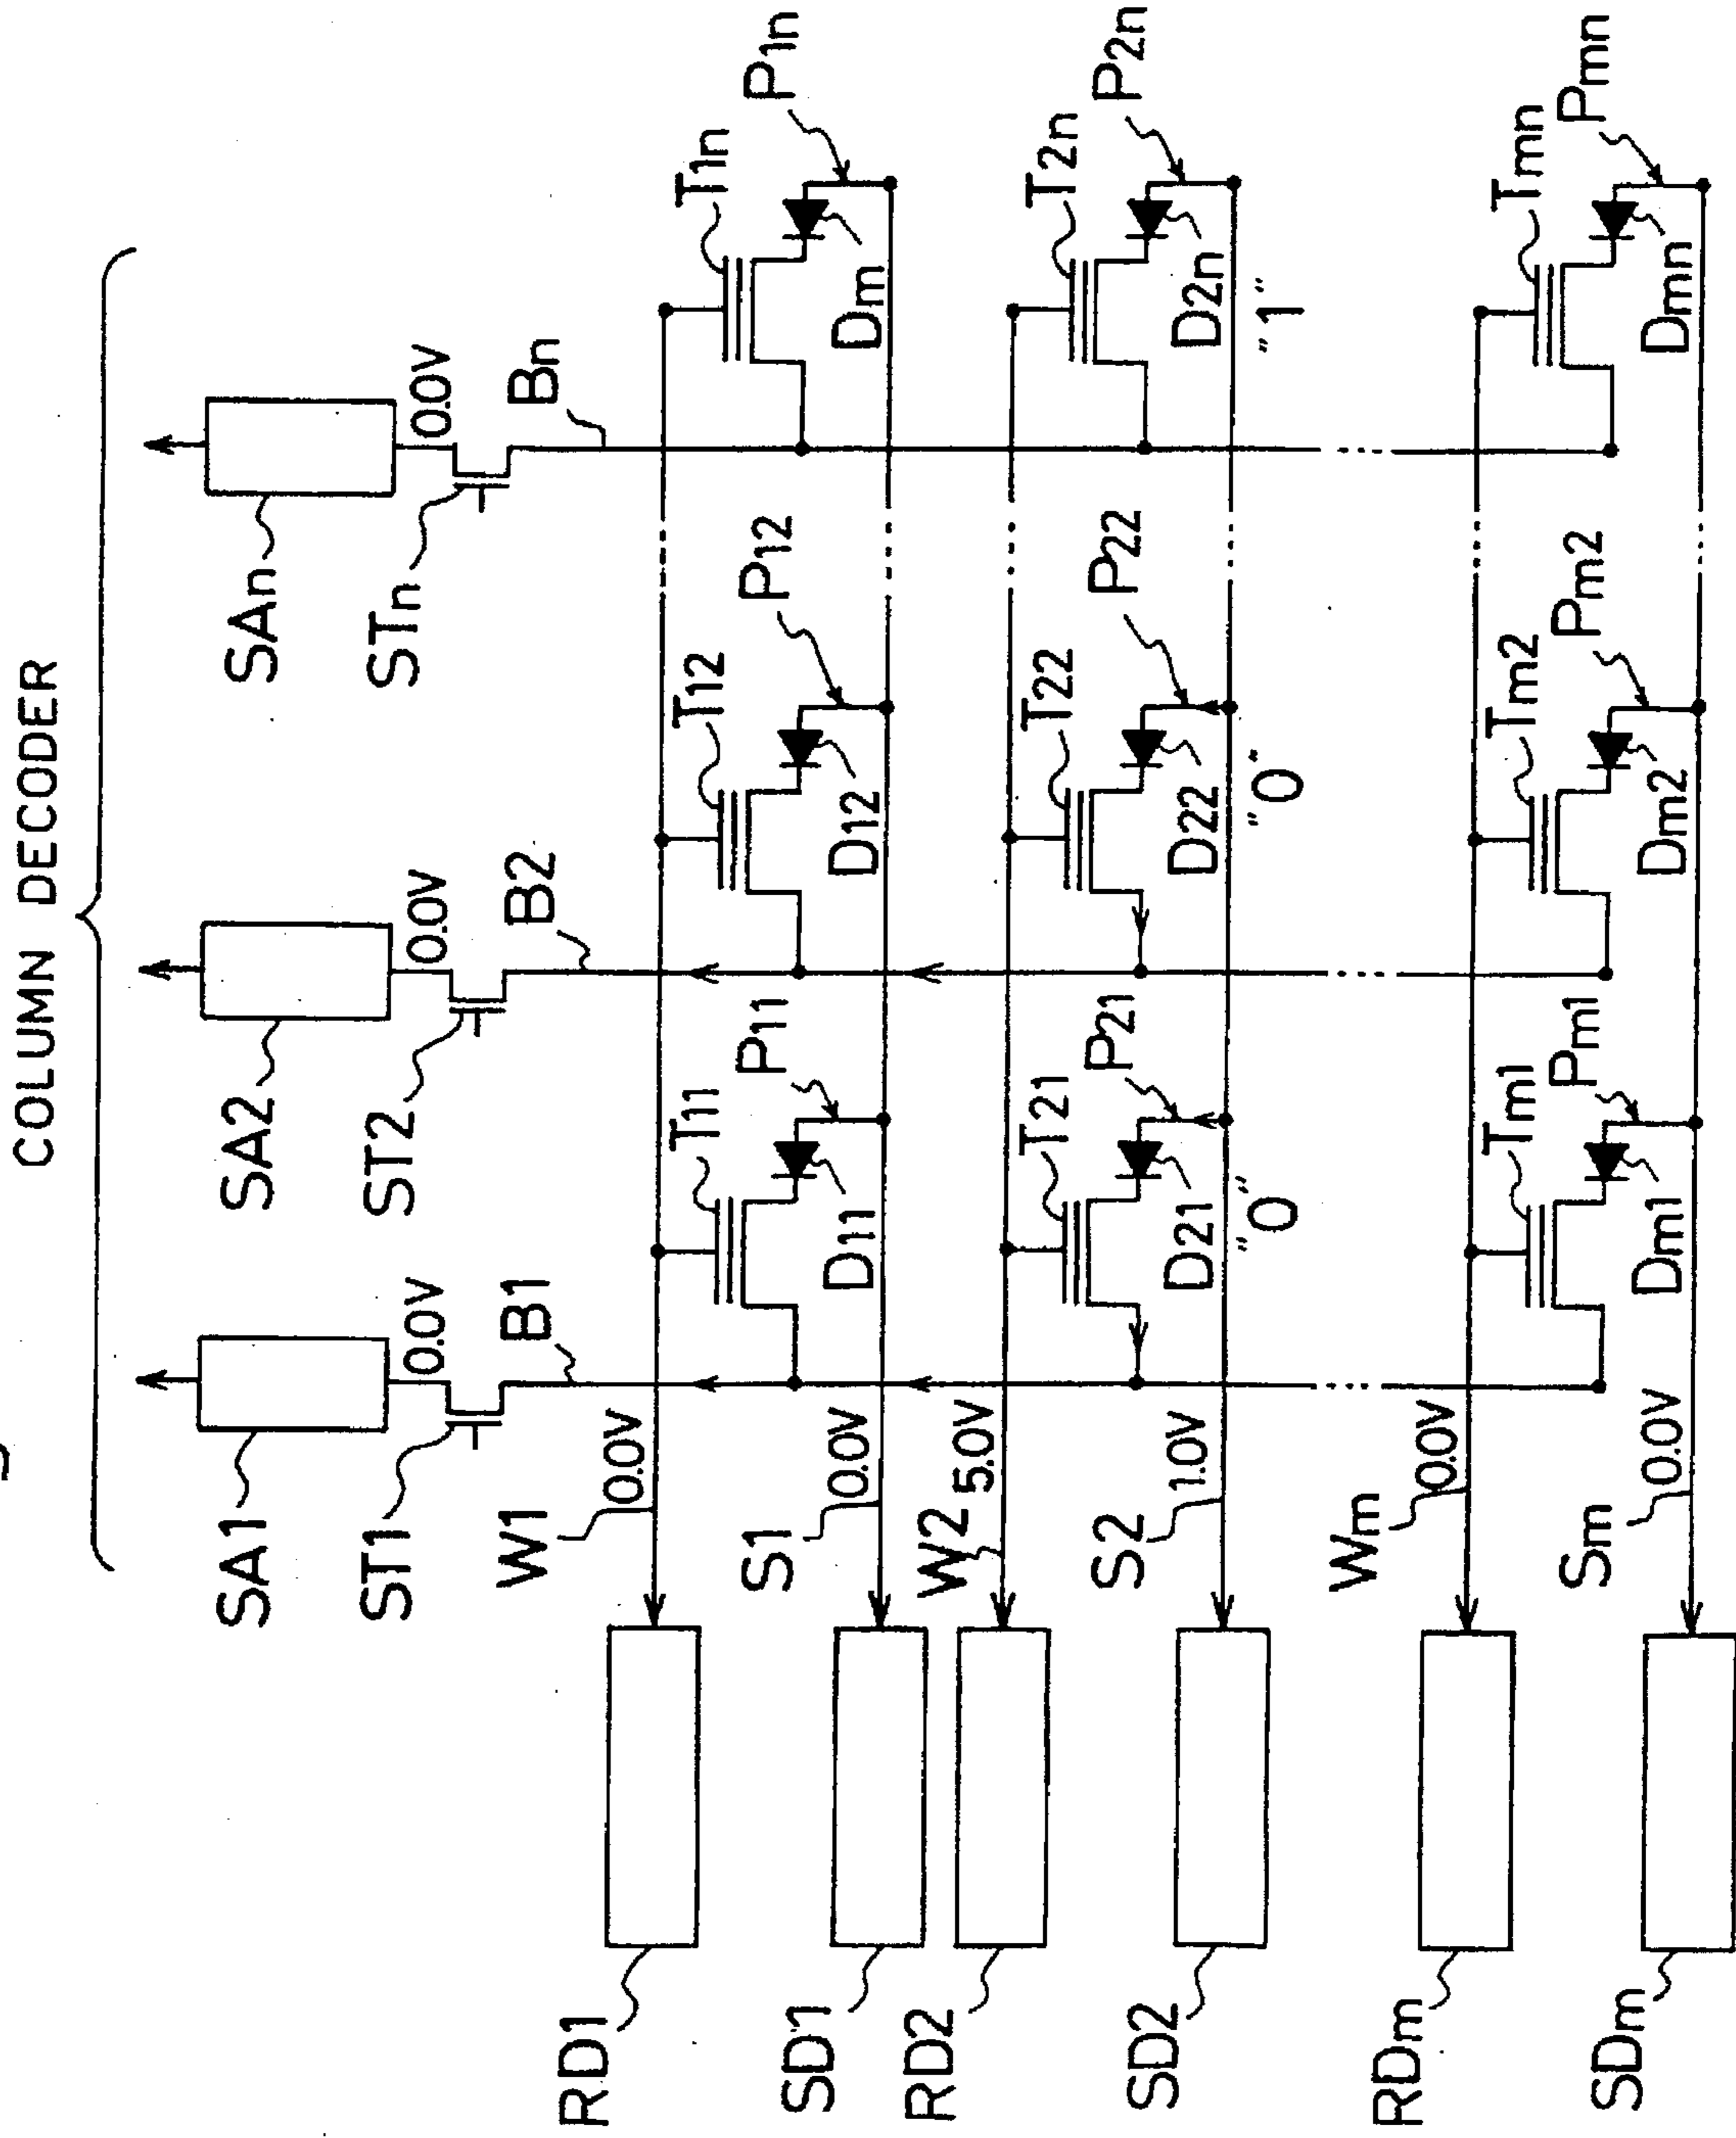 COLUMN DECODER
SA1 SA2 SAn
0.0V 0.0V 0.0V
ST1 ST2 STn
B1 B2 Bn
RD1 W1 0.0V
T11 T12 T1n
P11 P12 P1n
D11 D12 Dm
SD1 S1 0.0V
RD2 W2 5.0V
T21 T22 T2n
P21 P22 P2n
D21 D22 D2n
SD2 S2 1.0V
"0" "0" "1"
RDm Wm 0.0V
Tm1 Tm2 Tmn
Pm1 Pm2 Pmn
Dm1 Dm2 Dmn
SDm Sm 0.0V